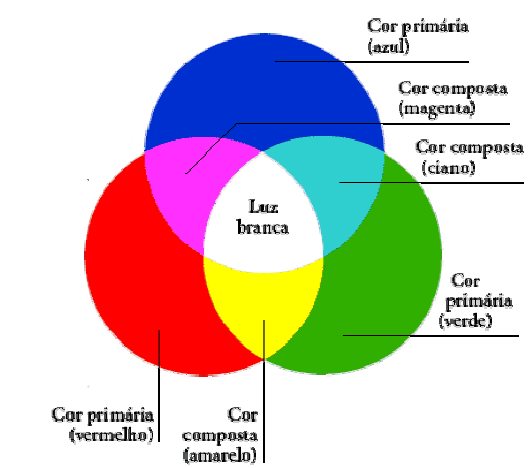 Cor primária
(azul)
Cor composta
(magenta)
Cor composta
(ciano)
Luz
branca
Cor
primária
(verde)
Cor primária
(vermelho)
Cor
composta
(amarelo)